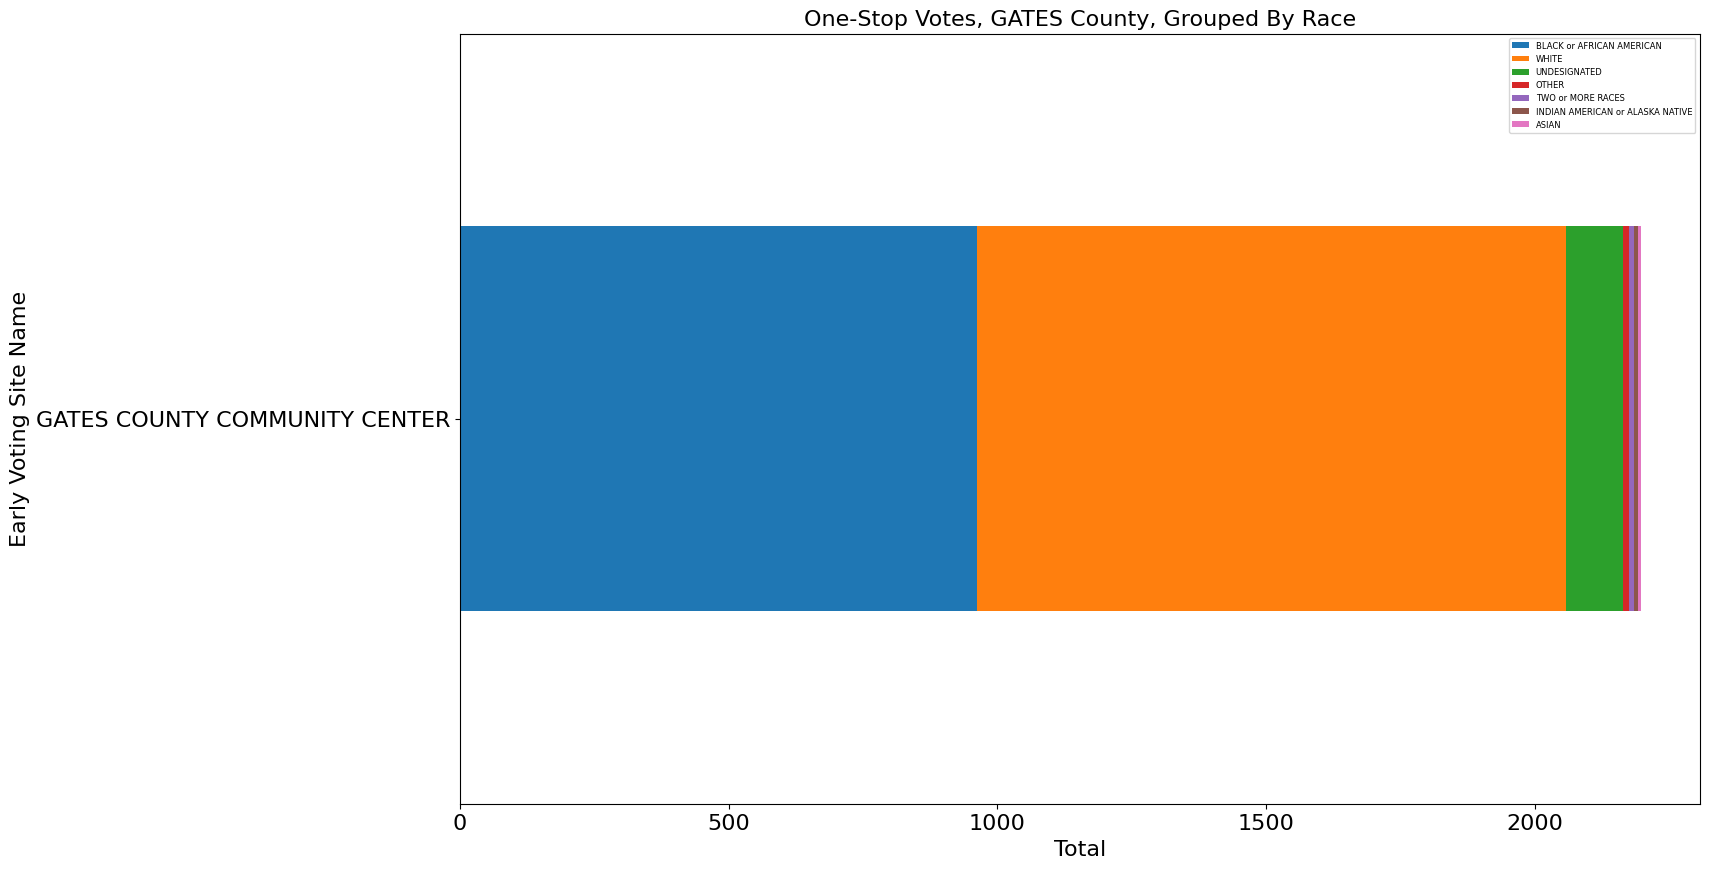 One-Stop Votes, GATES County, Grouped By Race
BLACK or AFRICAN AMERICAN
WHITE
UNDESIGNATED
OTHER
TWO or MORE RACES
INDIAN AMERICAN or ALASKA NATIVE
ASIAN
Early Voting Site Name
GATES COUNTY COMMUNITY CENTER
0 500 1000 1500 2000
Total